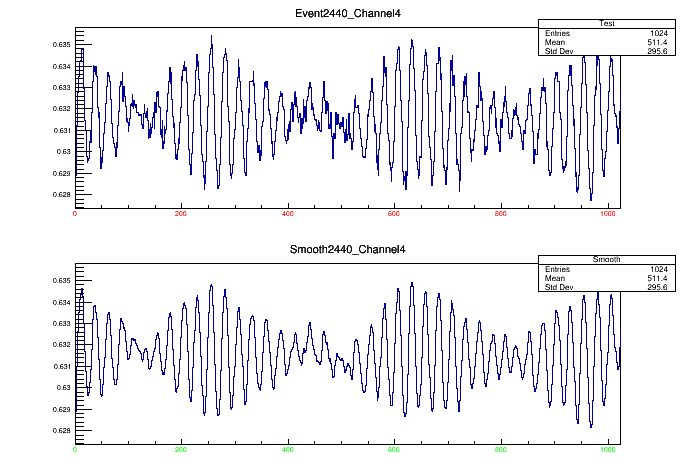 Event2440_Channel4
Test
Entries 1024
Mean 511.4
Std Dev 295.6
0.635
0.634
0.633
0.632
0.631
0.63
0.629
0.628
0 200 400 600 800 1000
Smooth2440_Channel4
Smooth
Entries 1024
Mean 511.4
Std Dev 295.6
0.635
0.634
0.633
0.632
0.631
0.63
0.629
0.628
0 200 400 600 800 1000